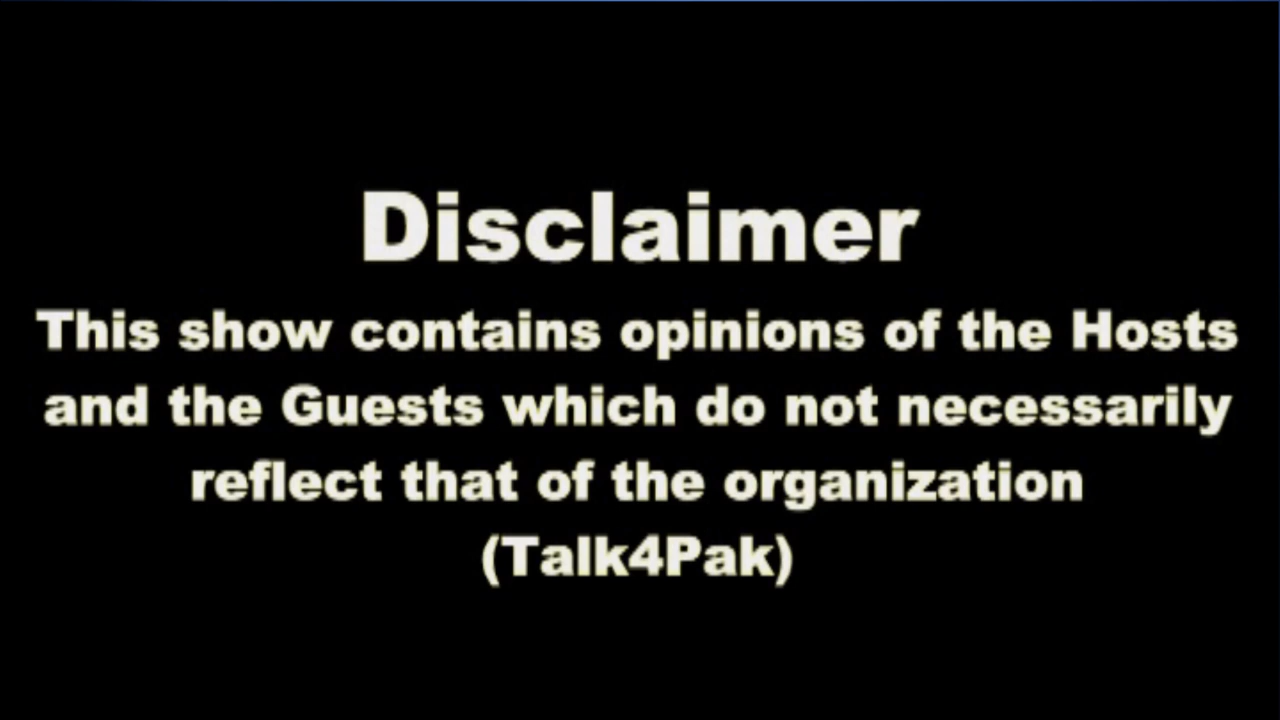 Disclaimer
This show contains opinions of the Hosts
and the Guests which do not necessarily
reflect that of the organization
(Talk4Pak)